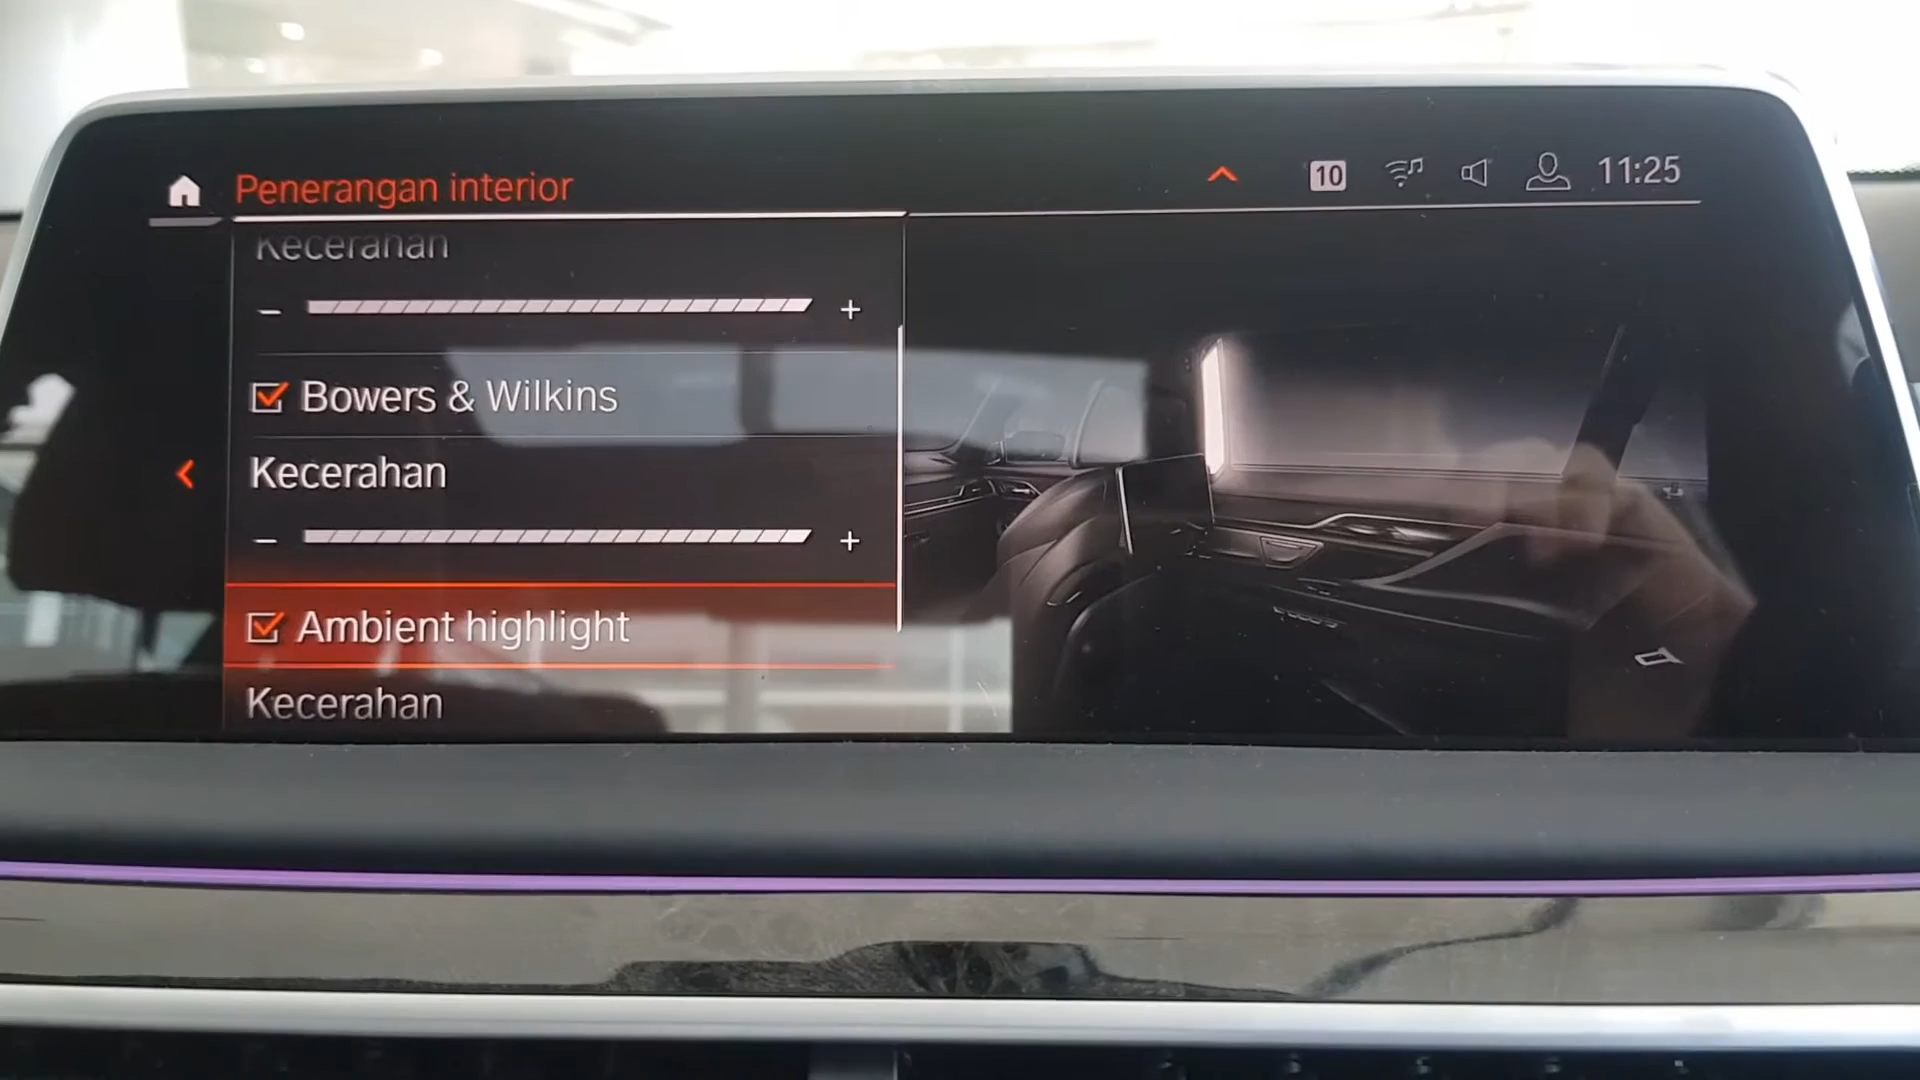 Penerangan interior
10
11:25
Kecerahan
− +
Bowers & Wilkins
Kecerahan
− +
Ambient highlight
Kecerahan